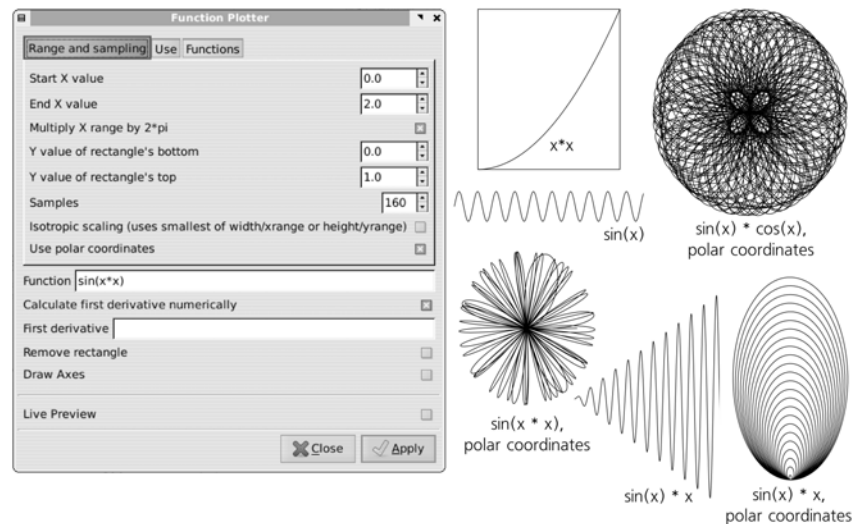 Function Plotter
Range and sampling Use Functions
Start X value 0.0
End X value 2.0
Multiply X range by 2*pi
Y value of rectangle's bottom 0.0
Y value of rectangle's top 1.0
Samples 160
Isotropic scaling (uses smallest of width/xrange or height/yrange)
Use polar coordinates
Function sin(x*x)
Calculate first derivative numerically
First derivative
Remove rectangle
Draw Axes
Live Preview
Close Apply
x*x
sin(x)
sin(x) * cos(x),
polar coordinates
sin(x * x),
polar coordinates
sin(x) * x
sin(x) * x,
polar coordinates